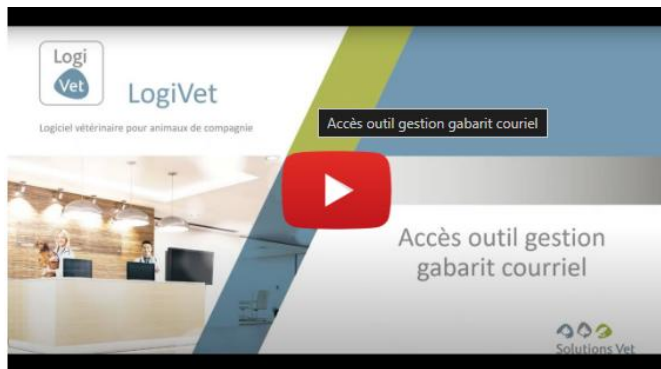 Logi
Vet
LogiVet
Logiciel vétérinaire pour animaux de compagnie
Accès outil gestion gabarit couriel
Accès outil gestion
gabarit courriel
Solutions Vet